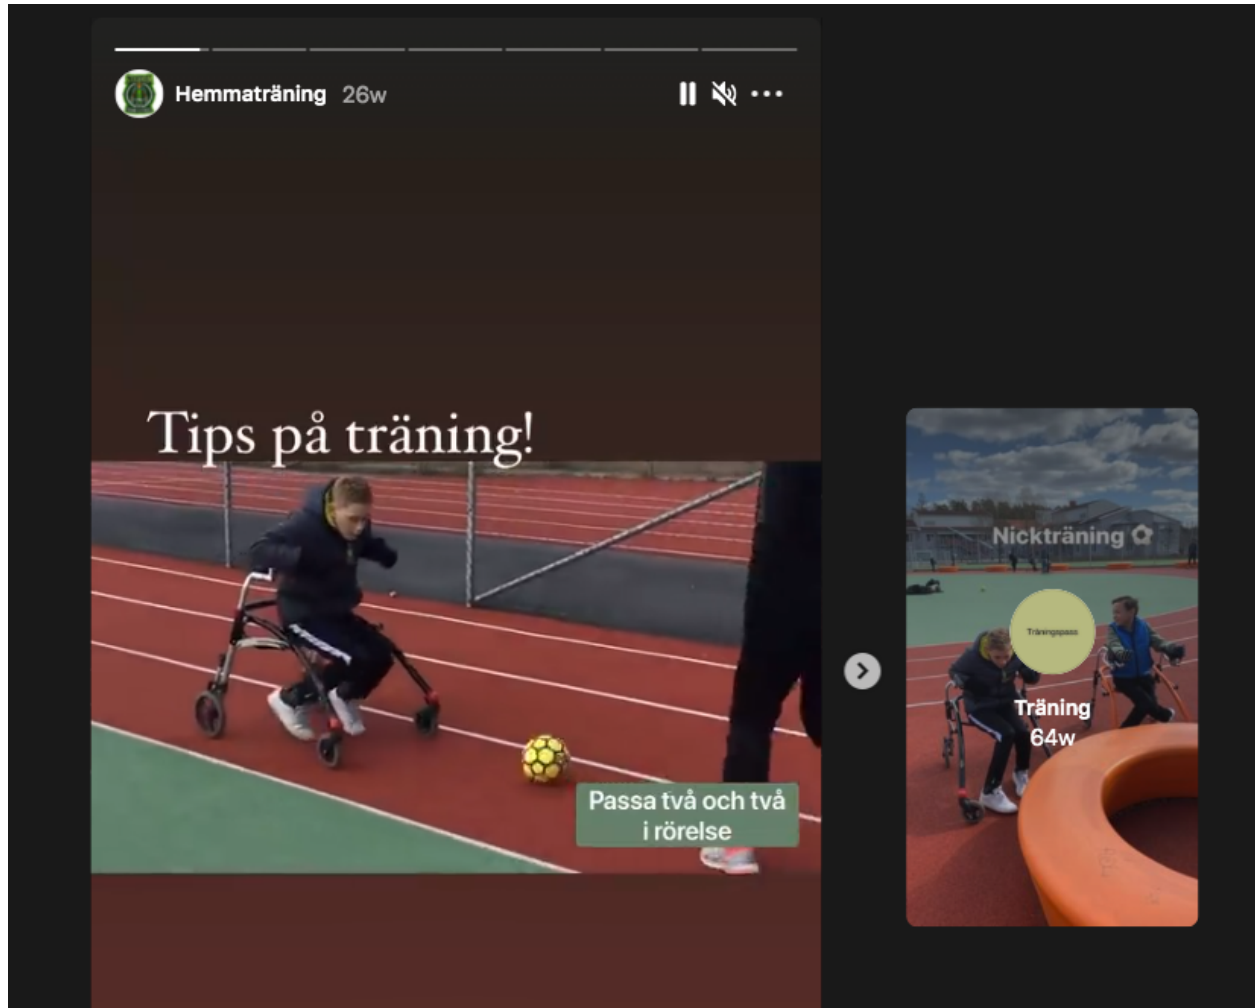 Hemmaträning 26w
Tips på träning!
Passa två och två
i rörelse
Nickträning
Träningspass
Träning
64w